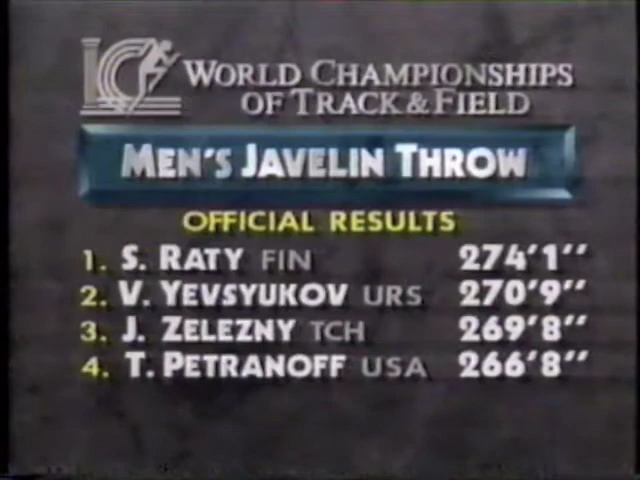 WORLD CHAMPIONSHIPS
OF TRACK & FIELD
MEN'S JAVELIN THROW
OFFICIAL RESULTS
1. S. RATY FIN 274'1"
2. V. YEVSYUKOV URS 270'9"
3. J. ZELEZNY TCH 269'8"
4. T. PETRANOFF USA 266'8"